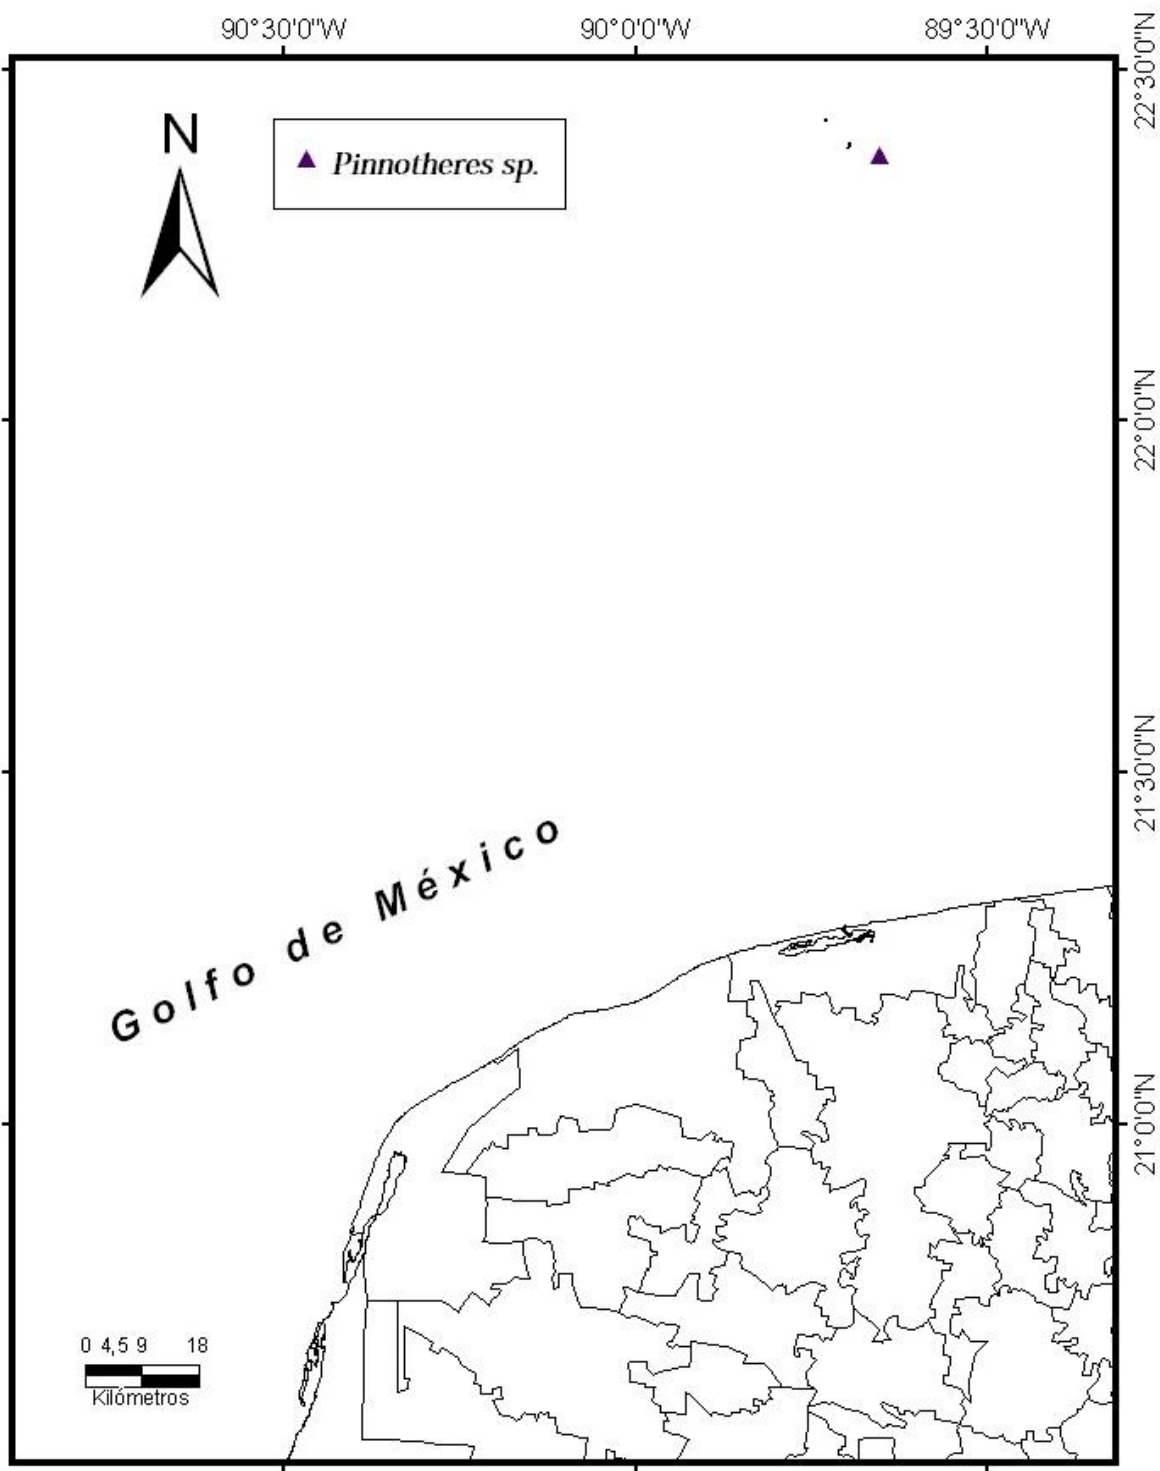 90°30'0"W 90°0'0"W 89°30'0"W
22°30'0"N
N
Pinnotheres sp.
22°0'0"N
21°30'0"N
Golfo de México
21°0'0"N
0 4,5 9 18
Kilómetros